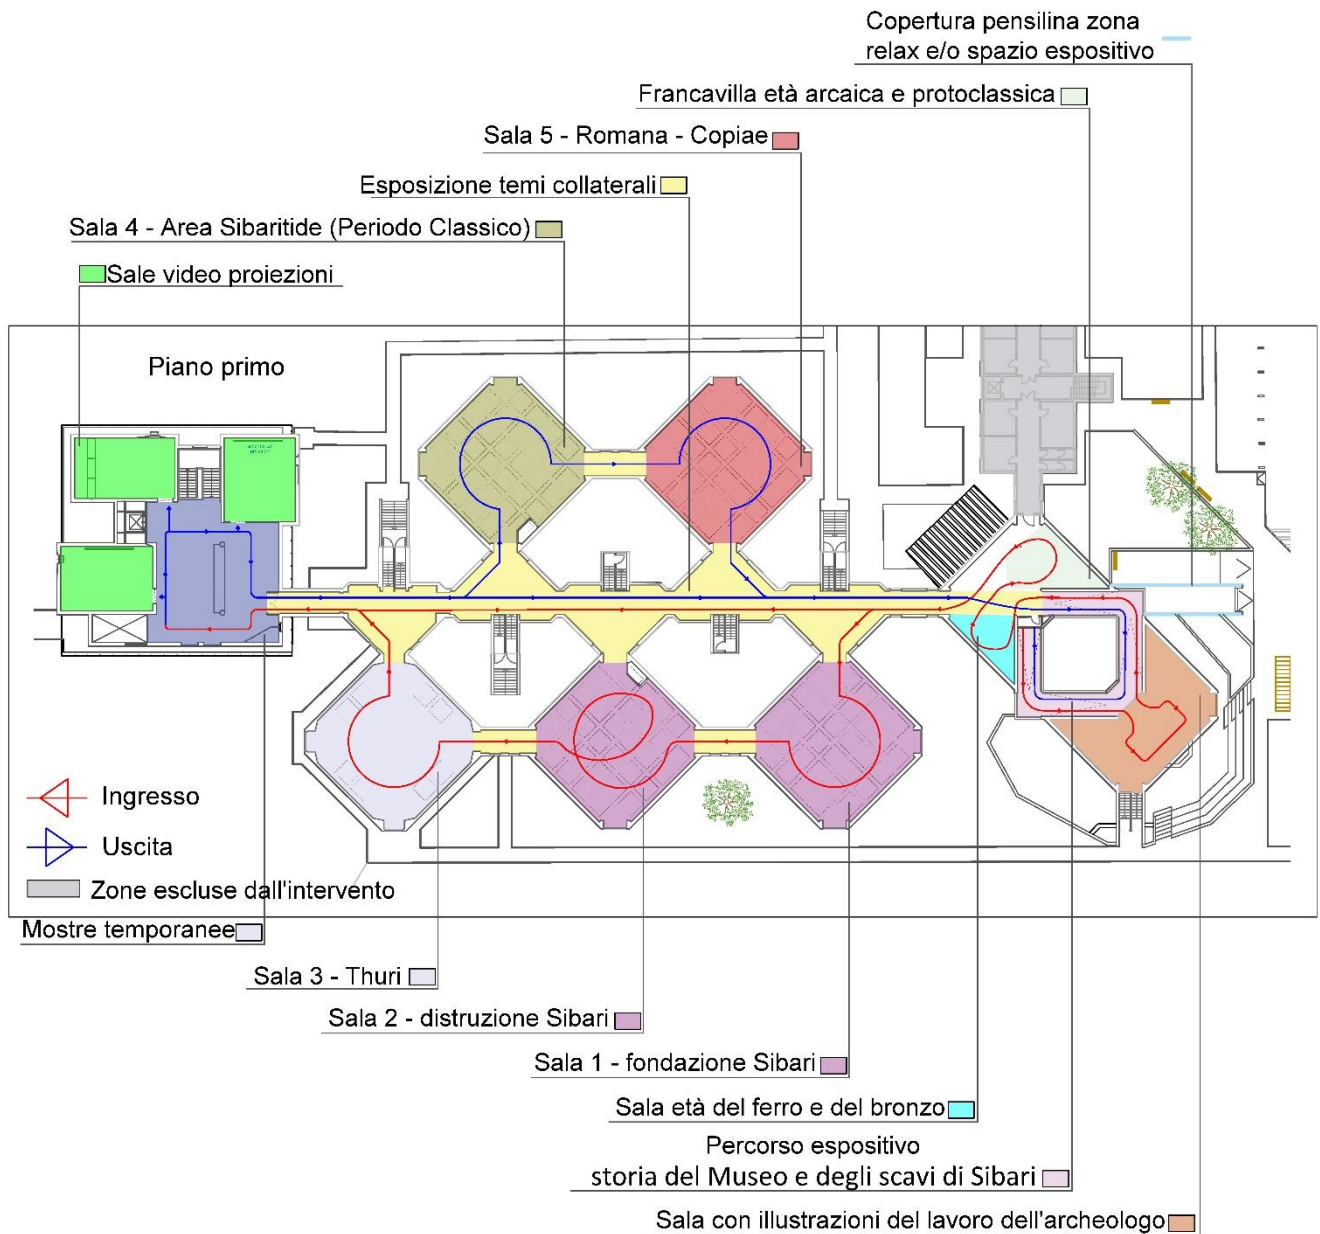 Copertura pensilina zona
relax e/o spazio espositivo
Francavilla età arcaica e protoclassica
Sala 5 - Romana - Copiae
Esposizione temi collaterali
Sala 4 - Area Sibaritide (Periodo Classico)
Sale video proiezioni
Piano primo
Ingresso
Uscita
Zone escluse dall'intervento
Mostre temporanee
Sala 3 - Thuri
Sala 2 - distruzione Sibari
Sala 1 - fondazione Sibari
Sala età del ferro e del bronzo
Percorso espositivo
storia del Museo e degli scavi di Sibari
Sala con illustrazioni del lavoro dell'archeologo